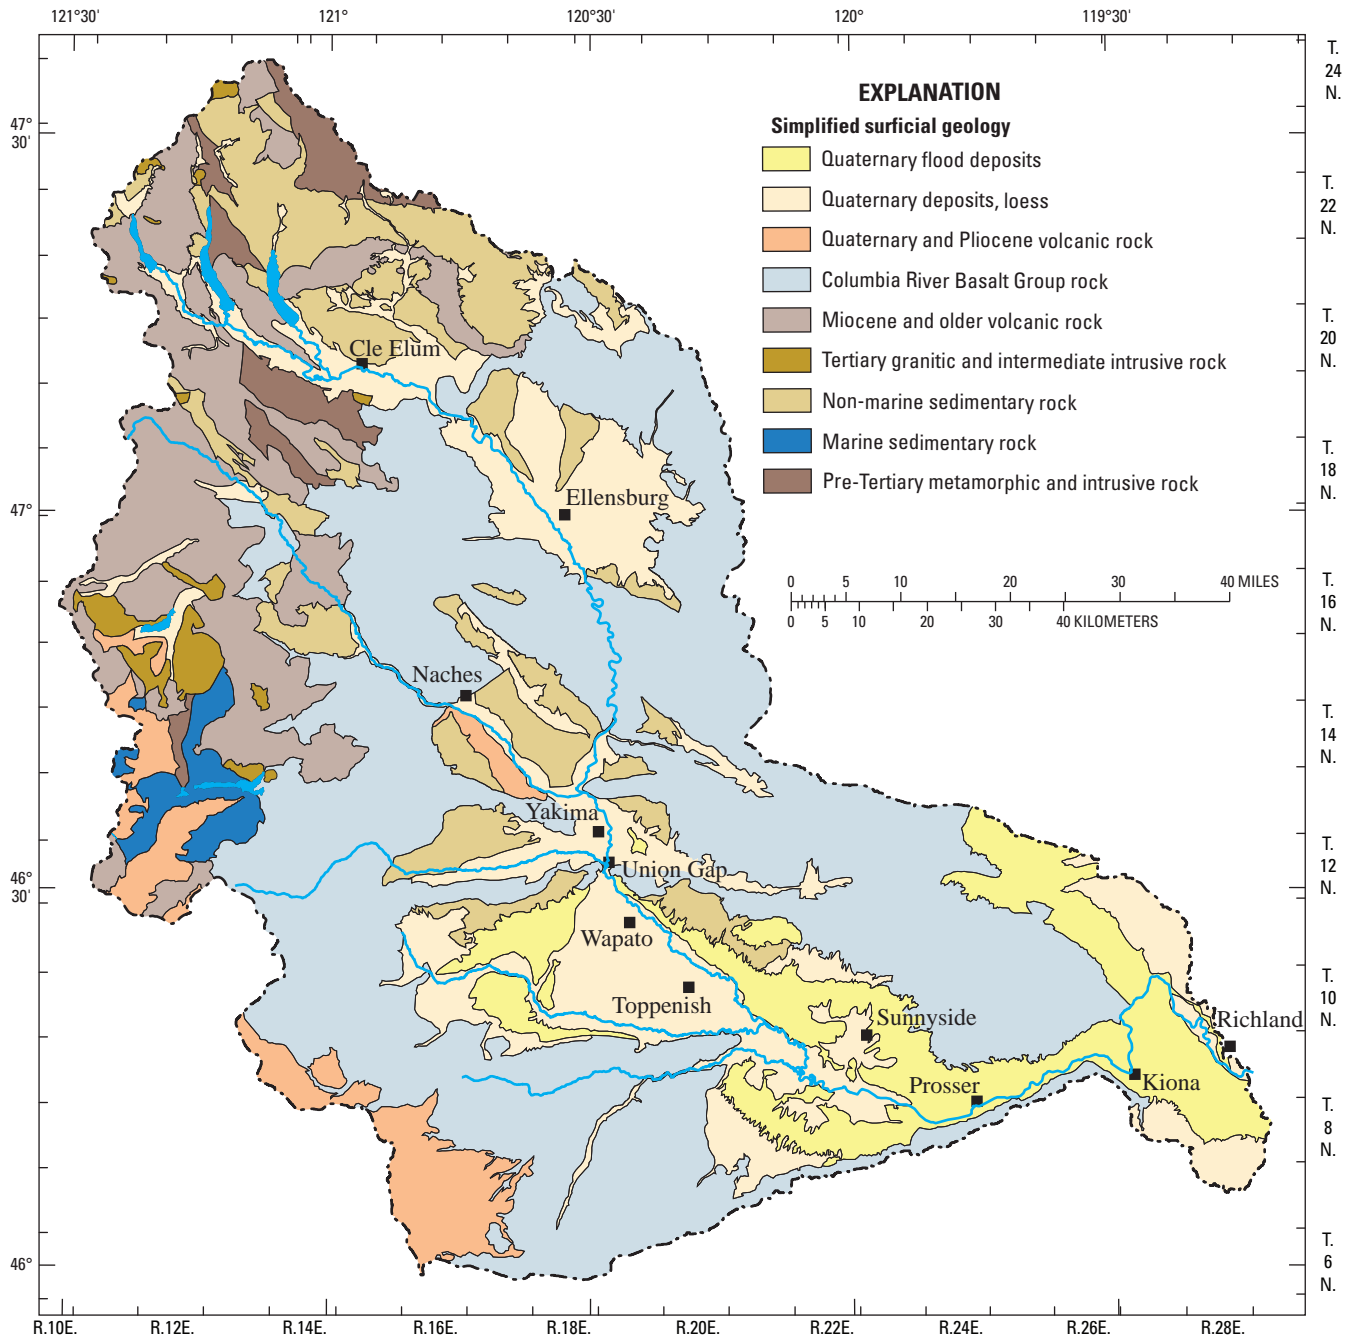 121°30' 121° 120°30' 120° 119°30'
T. 24 N.
47° 30'
T. 22 N.
T. 20 N.
T. 18 N.
47°
T. 16 N.
T. 14 N.
T. 12 N.
46° 30'
T. 10 N.
T. 8 N.
46°
T. 6 N.
EXPLANATION
Simplified surficial geology
Quaternary flood deposits
Quaternary deposits, loess
Quaternary and Pliocene volcanic rock
Columbia River Basalt Group rock
Miocene and older volcanic rock
Tertiary granitic and intermediate intrusive rock
Non-marine sedimentary rock
Marine sedimentary rock
Pre-Tertiary metamorphic and intrusive rock
0 5 10 20 30 40 MILES
0 5 10 20 30 40 KILOMETERS
Cle Elum
Ellensburg
Naches
Yakima
Union Gap
Wapato
Toppenish
Sunnyside
Richland
Prosser
Kiona
R.10E. R.12E. R.14E. R.16E. R.18E. R.20E. R.22E. R.24E. R.26E. R.28E.